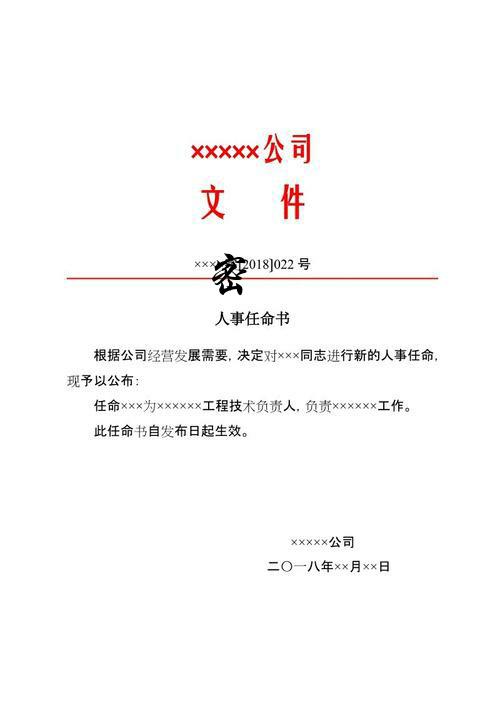 ×××××公司
文 件
×××[2018]022 号
密
人事任命书
根据公司经营发展需要, 决定对×××同志进行新的人事任命,
现予以公布:
任命×××为××××××工程技术负责人, 负责××××××工作。
此任命书自发布日起生效。
×××××公司
二〇一八年××月××日